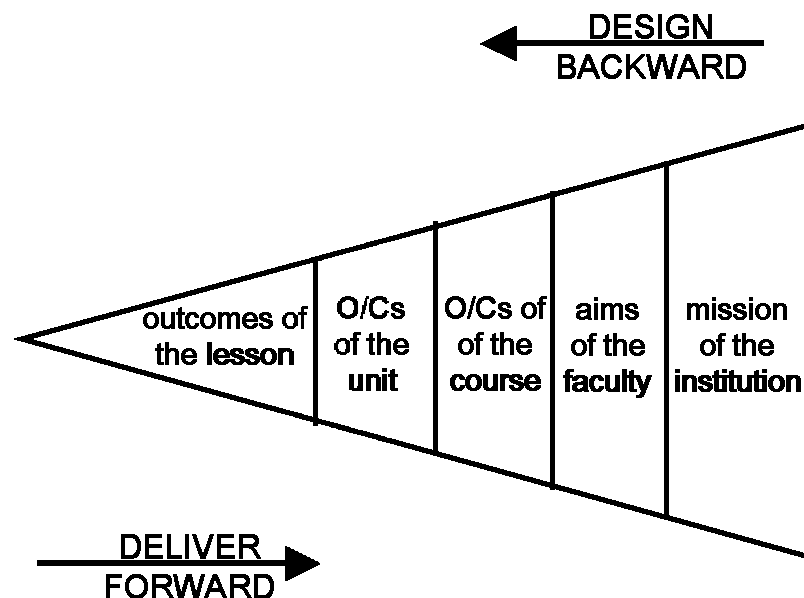 DESIGN
BACKWARD
outcomes of
the lesson
O/Cs
of the
unit
O/Cs of
of the
course
aims
of the
faculty
mission
of the
institution
DELIVER
FORWARD